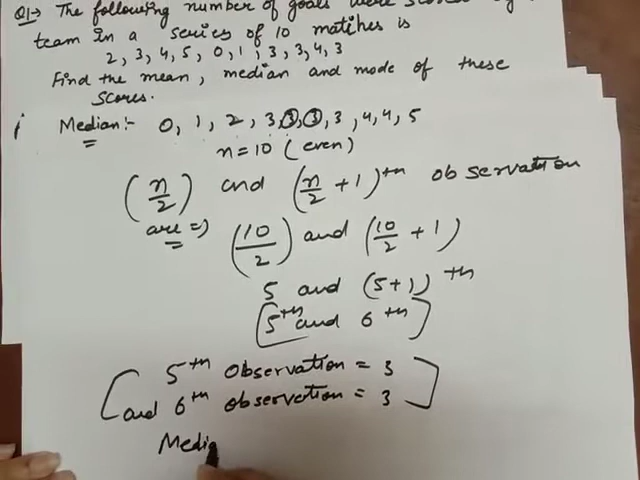 Q1→ The following number of goals were
team in a series of 10 matches is
2, 3, 4, 5, 0, 1, 3, 3, 4, 3
Find the mean, median and mode of these
scores.
Median:- 0, 1, 2, 3, 3, 3, 3, 4, 4, 5
n = 10 (even)
(n/2) and (n/2 + 1)th observation
are => (10/2) and (10/2 + 1)
5 and (5+1)th
[5th and 6th]
[5th observation = 3
and 6th observation = 3]
Media